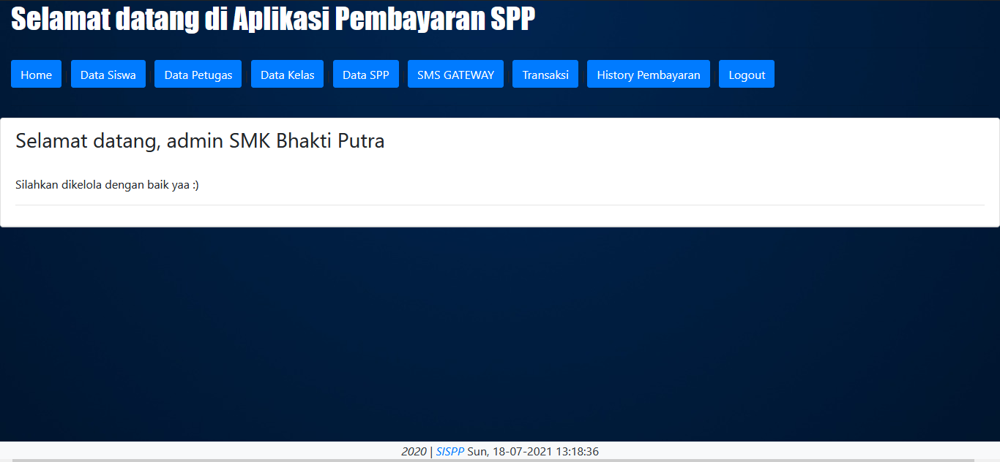 Selamat datang di Aplikasi Pembayaran SPP
Home Data Siswa Data Petugas Data Kelas Data SPP SMS GATEWAY Transaksi History Pembayaran Logout
Selamat datang, admin SMK Bhakti Putra
Silahkan dikelola dengan baik yaa :)
2020 | SISPP Sun, 18-07-2021 13:18:36